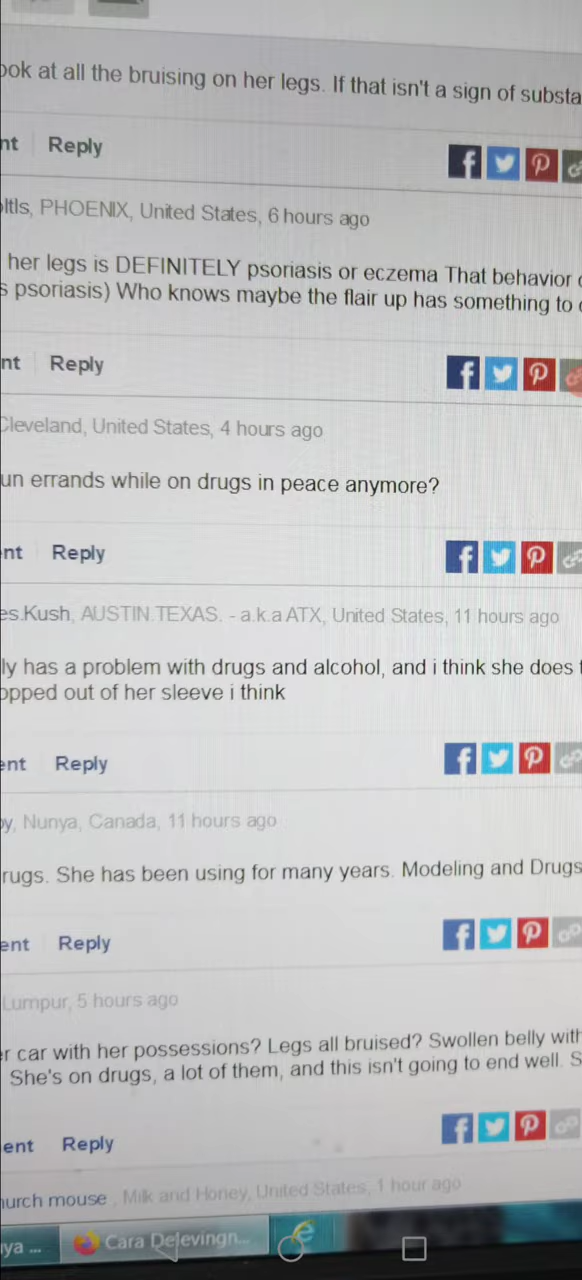 ook at all the bruising on her legs. If that isn't a sign of substa
nt Reply
ltls, PHOENIX, United States, 6 hours ago
her legs is DEFINITELY psoriasis or eczema That behavior
s psoriasis) Who knows maybe the flair up has something to
nt Reply
Cleveland, United States, 4 hours ago
un errands while on drugs in peace anymore?
nt Reply
es.Kush, AUSTIN.TEXAS. - a.k.a ATX, United States, 11 hours ago
ly has a problem with drugs and alcohol, and i think she does
opped out of her sleeve i think
ent Reply
y, Nunya, Canada, 11 hours ago
rugs. She has been using for many years. Modeling and Drugs
ent Reply
Lumpur, 5 hours ago
r car with her possessions? Legs all bruised? Swollen belly with
She's on drugs, a lot of them, and this isn't going to end well. S
ent Reply
urch mouse , Milk and Honey, United States, 1 hour ago
ya ... Cara Delevingn...